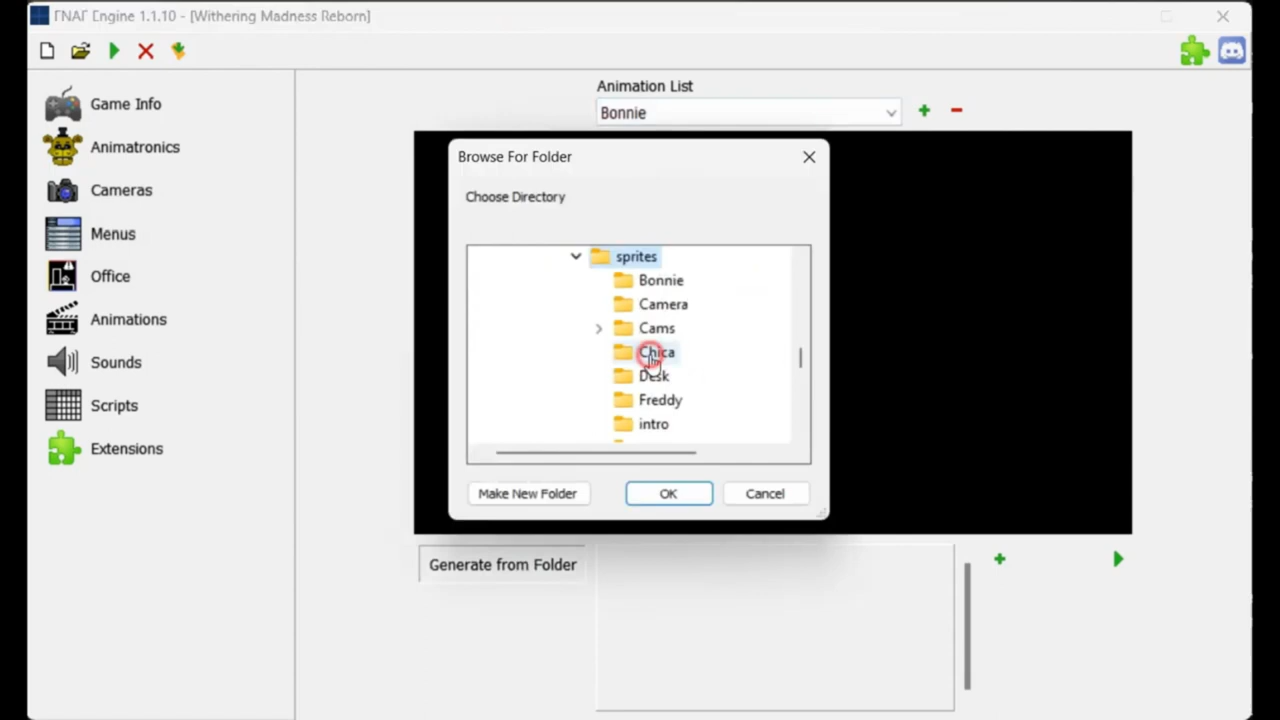 ГNАГ Engine 1.1.10 - [Withering Madness Reborn]
Game Info
Animatronics
Cameras
Menus
Office
Animations
Sounds
Scripts
Extensions
Animation List
Bonnie
Browse For Folder
Choose Directory
sprites
Bonnie
Camera
Cams
Chica
Desk
Freddy
intro
Make New Folder
OK
Cancel
Generate from Folder